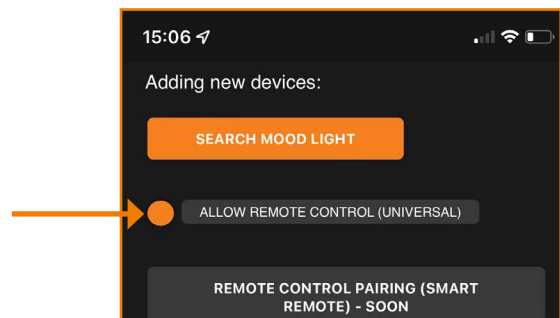 15:06
Adding new devices:
SEARCH MOOD LIGHT
ALLOW REMOTE CONTROL (UNIVERSAL)
REMOTE CONTROL PAIRING (SMART
REMOTE) - SOON